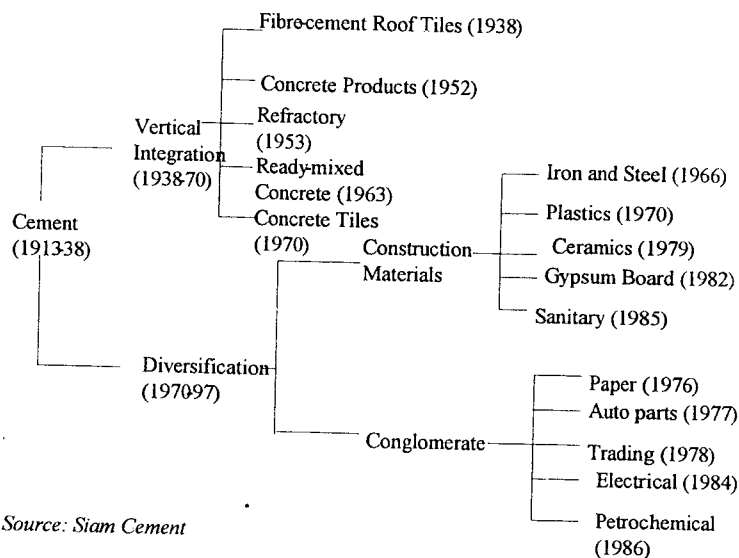 Fibre-cement Roof Tiles (1938)
Concrete Products (1952)
Vertical
Integration
(1938-70)
Refractory
(1953)
Ready-mixed
Concrete (1963)
Concrete Tiles
(1970)
Cement
(1913-38)
Construction
Materials
Iron and Steel (1966)
Plastics (1970)
Ceramics (1979)
Gypsum Board (1982)
Sanitary (1985)
Diversification
(1970-97)
Conglomerate
Paper (1976)
Auto parts (1977)
Trading (1978)
Electrical (1984)
Petrochemical
(1986)
Source: Siam Cement